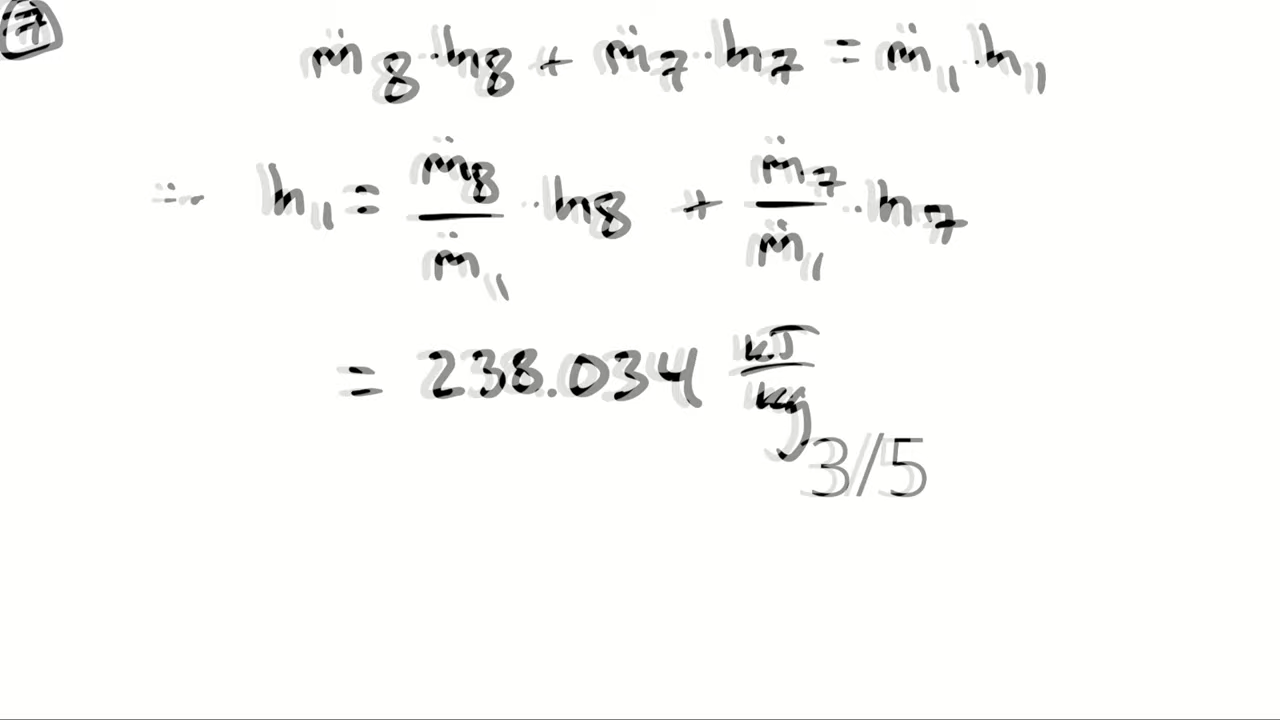 7
ṁ₈·h₈ + ṁ₇·h₇ = ṁ₁₁·h₁₁
∴ h₁₁ = ṁ₈/ṁ₁₁ ·h₈ + ṁ₇/ṁ₁₁ ·h₇
= 238.034 kJ/kg
3/5